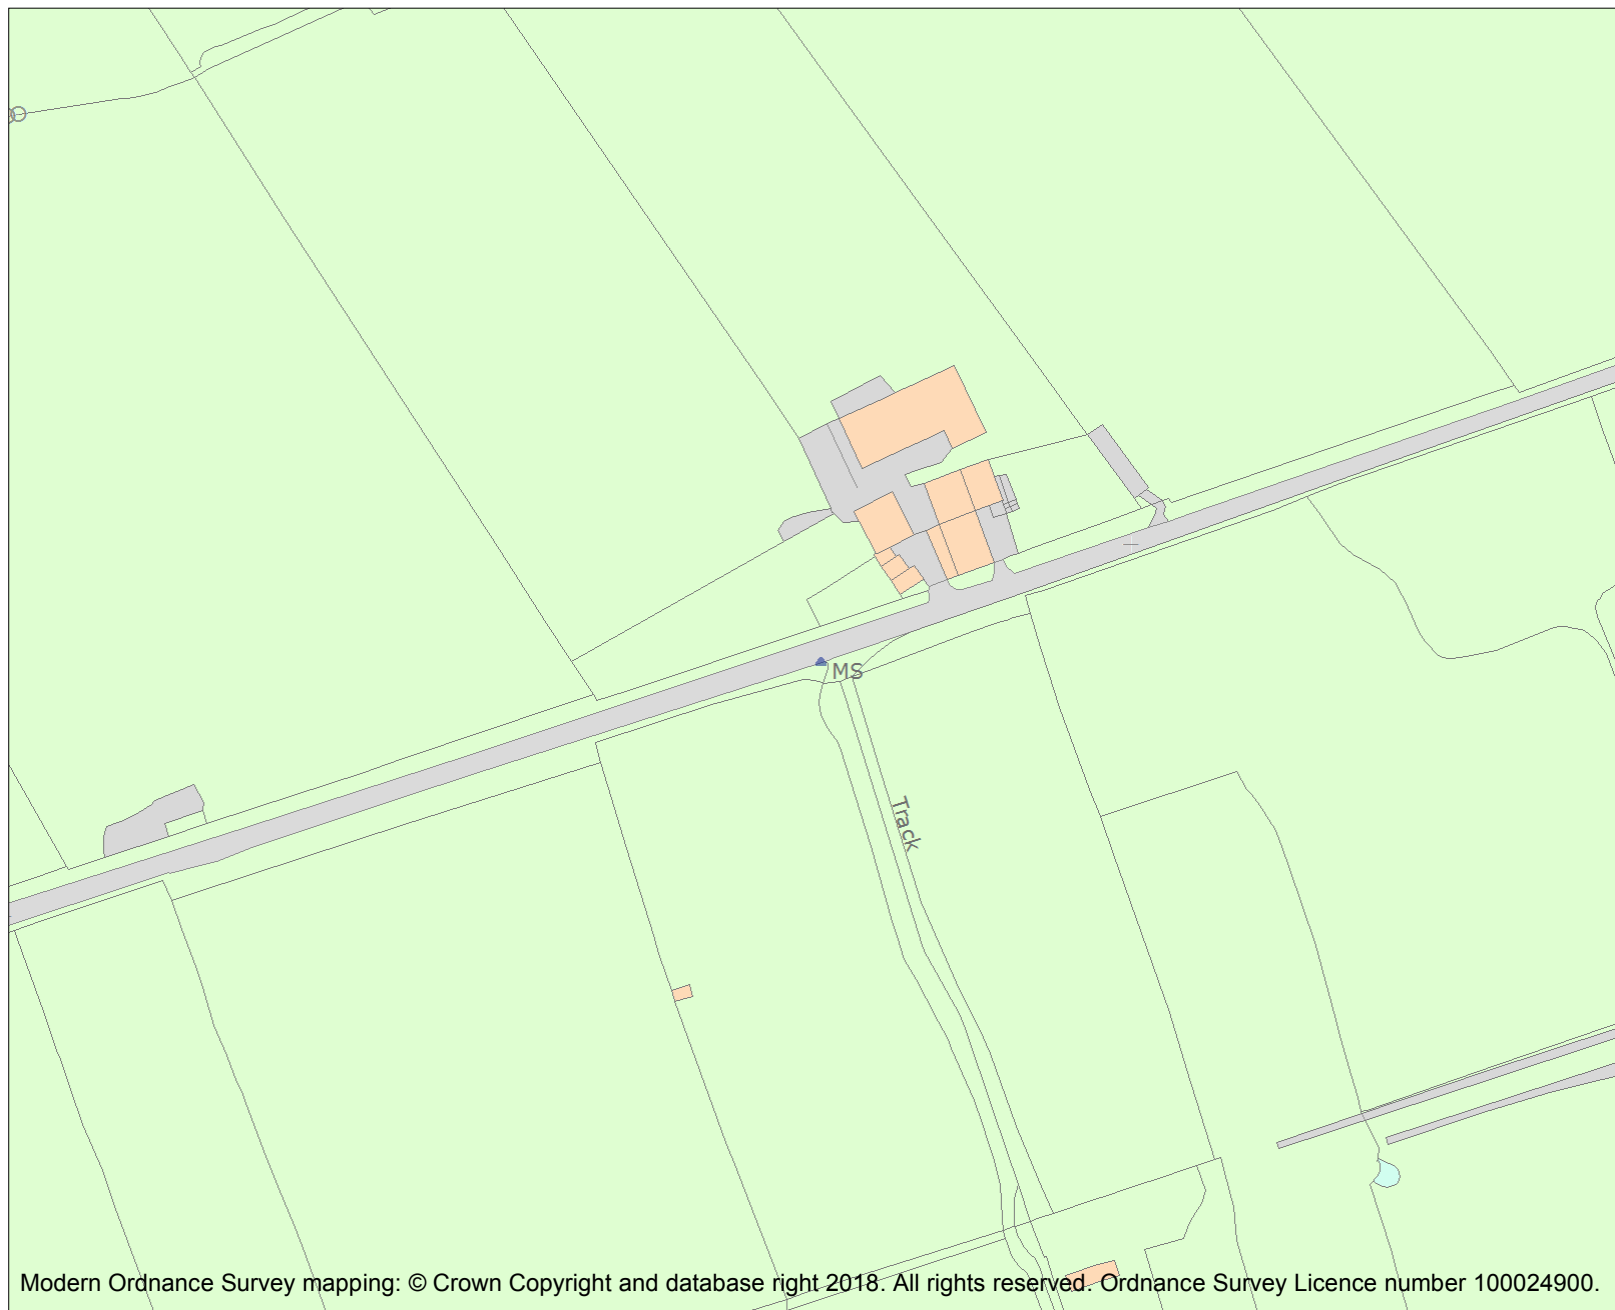 MS
Track
Modern Ordnance Survey mapping: © Crown Copyright and database right 2018. All rights reserved. Ordnance Survey Licence number 100024900.